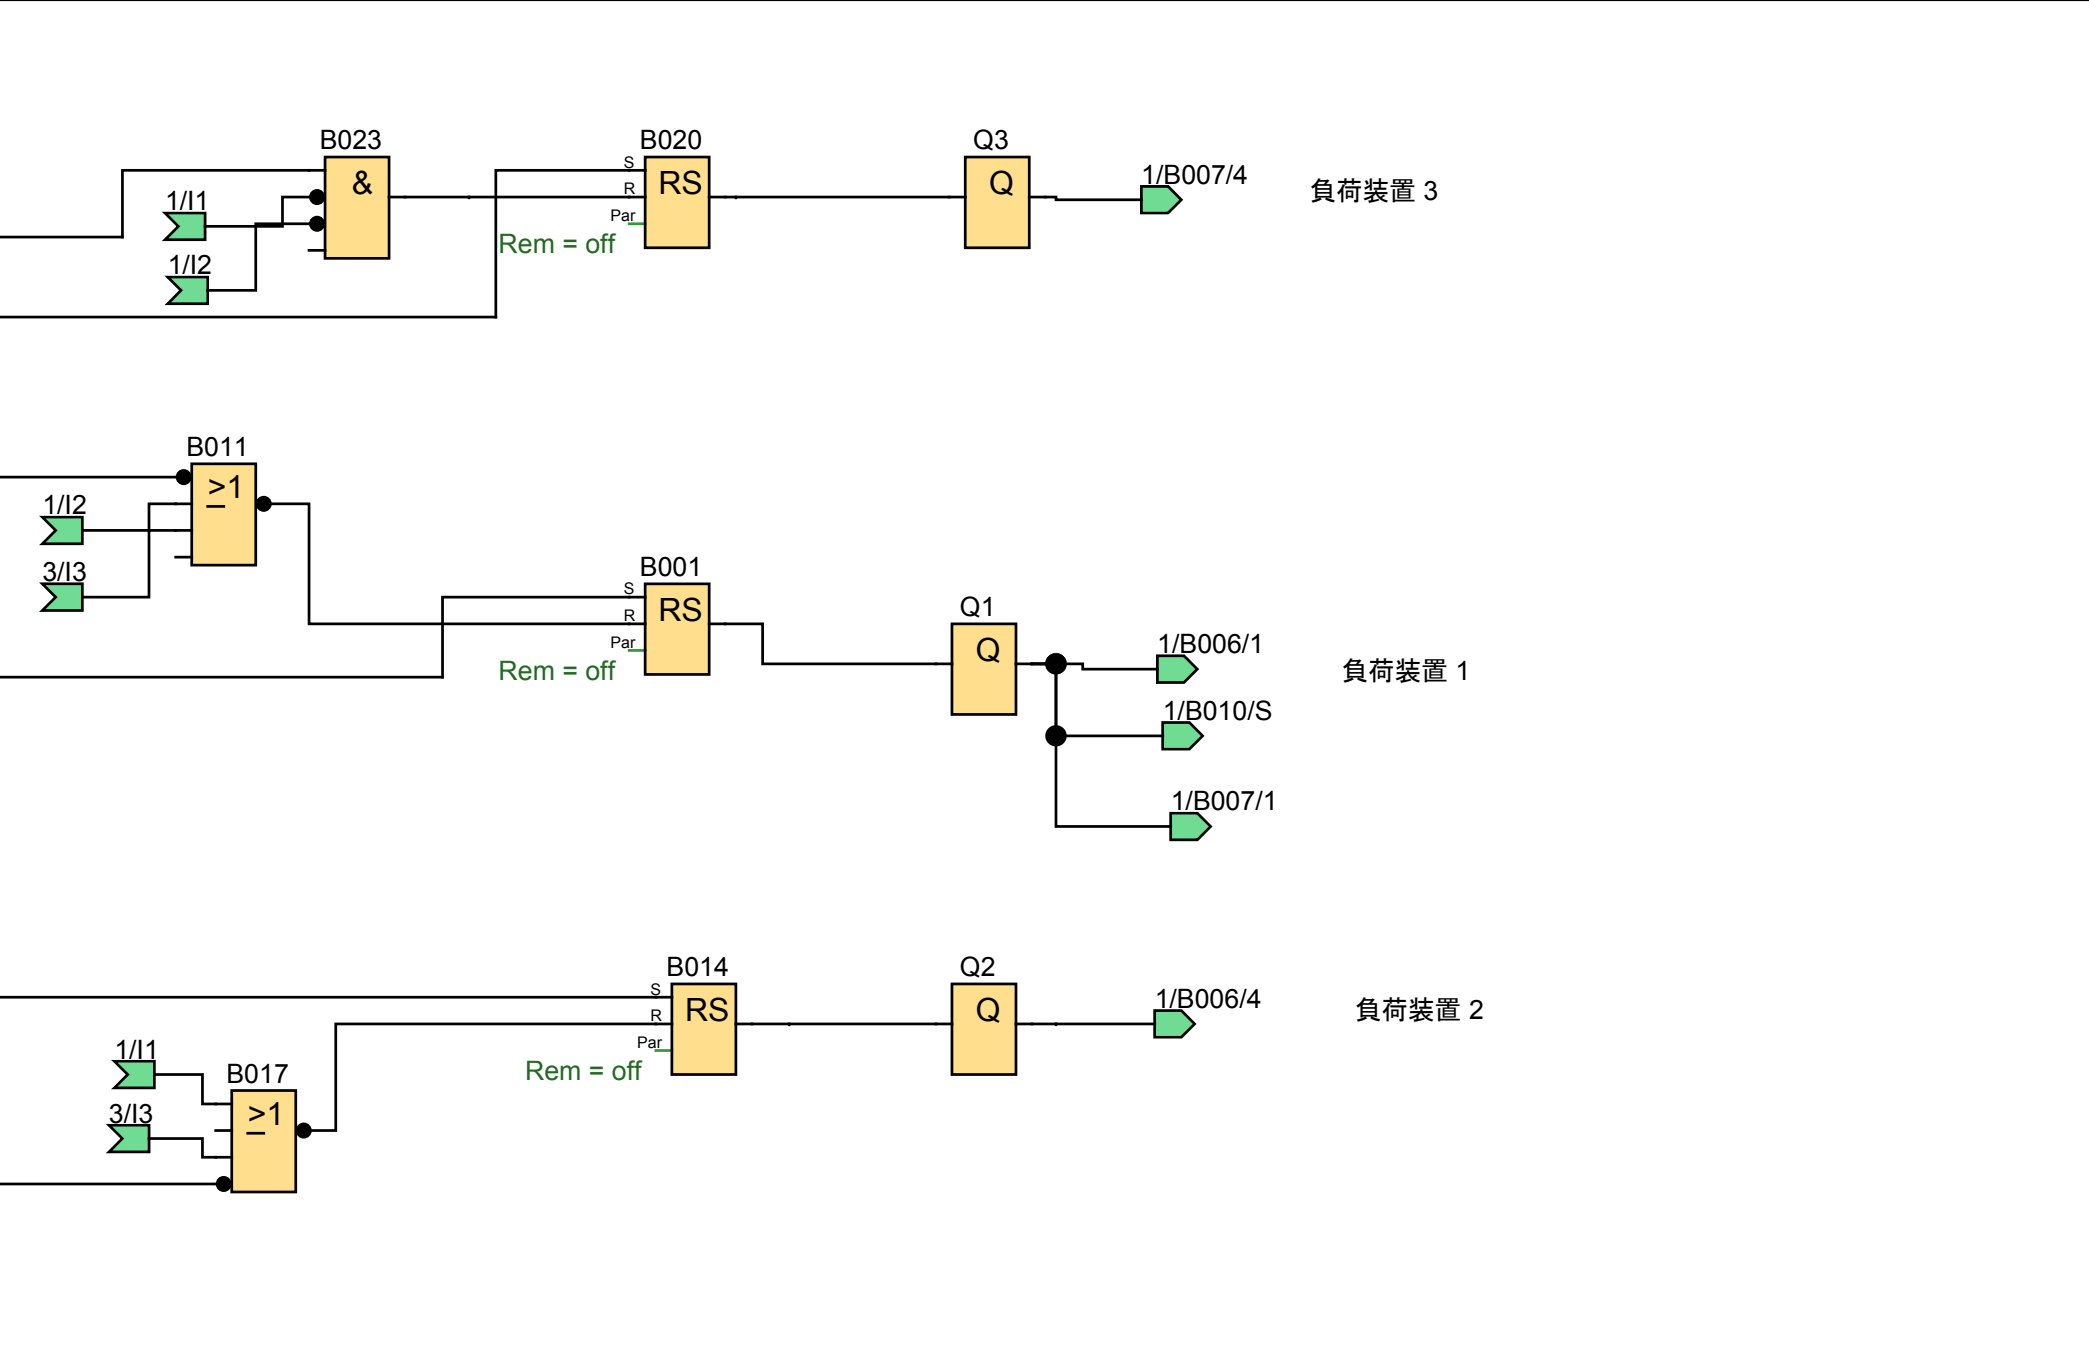 B023
&
1/I1
1/I2
B020
S
R
Par
RS
Rem = off
Q3
Q
1/B007/4
負荷装置 3
B011
≥1
1/I2
3/I3
B001
S
R
Par
RS
Rem = off
Q1
Q
1/B006/1
1/B010/S
1/B007/1
負荷装置 1
B014
S
R
Par
RS
Rem = off
Q2
Q
1/B006/4
負荷装置 2
1/I1
3/I3
B017
≥1